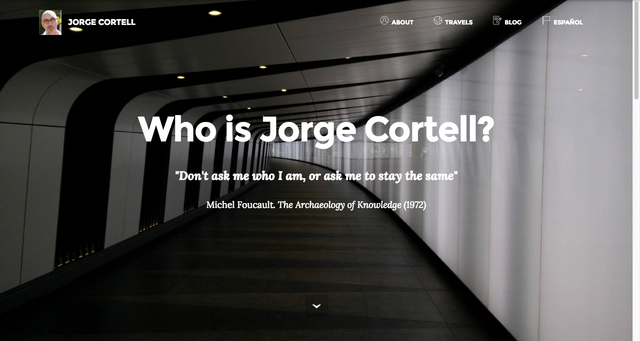 JORGE CORTELL
ABOUT
TRAVELS
BLOG
ESPAÑOL
Who is Jorge Cortell?
"Don't ask me who I am, or ask me to stay the same"
Michel Foucault. The Archaeology of Knowledge (1972)